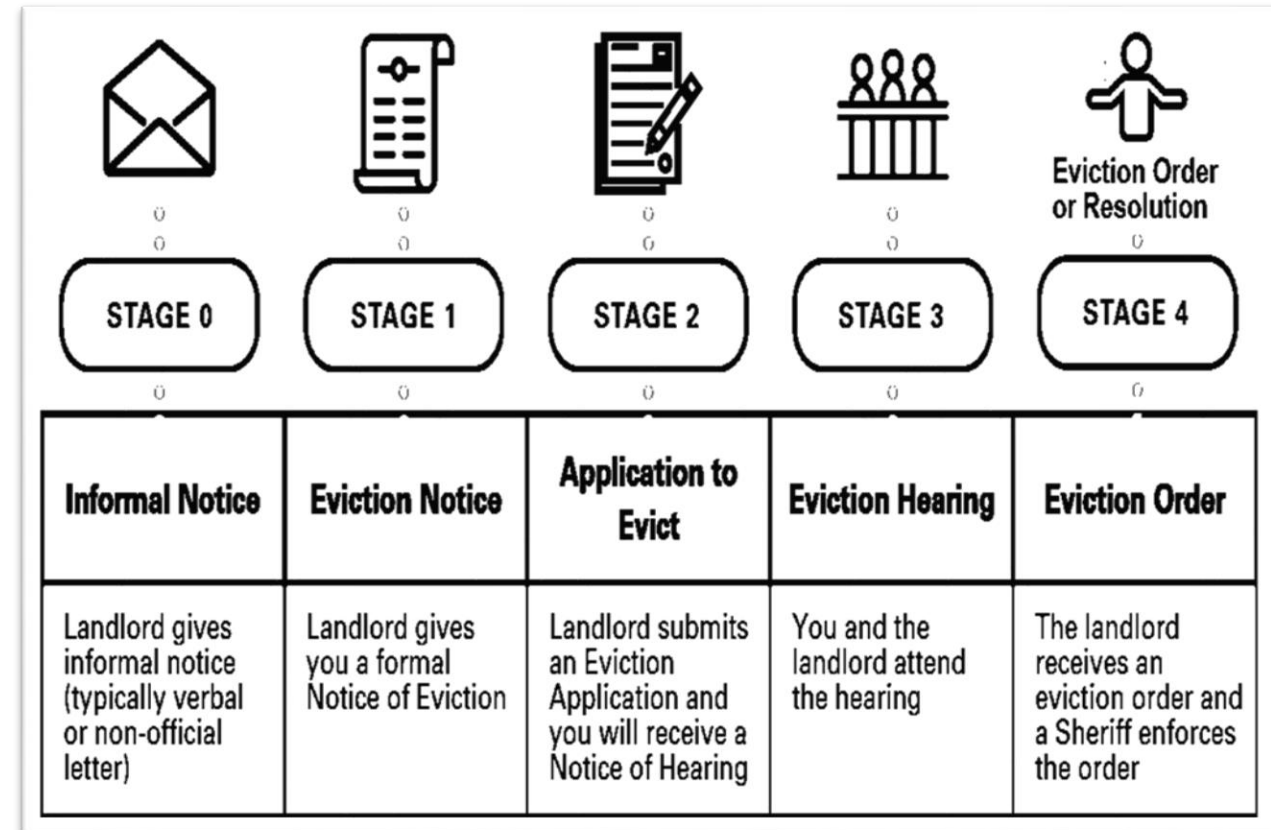 Eviction Order
or Resolution
STAGE 0
STAGE 1
STAGE 2
STAGE 3
STAGE 4
Informal Notice
Eviction Notice
Application to
Evict
Eviction Hearing
Eviction Order
Landlord gives
informal notice
(typically verbal
or non-official
letter)
Landlord gives
you a formal
Notice of Eviction
Landlord submits
an Eviction
Application and
you will receive a
Notice of Hearing
You and the
landlord attend
the hearing
The landlord
receives an
eviction order and
a Sheriff enforces
the order